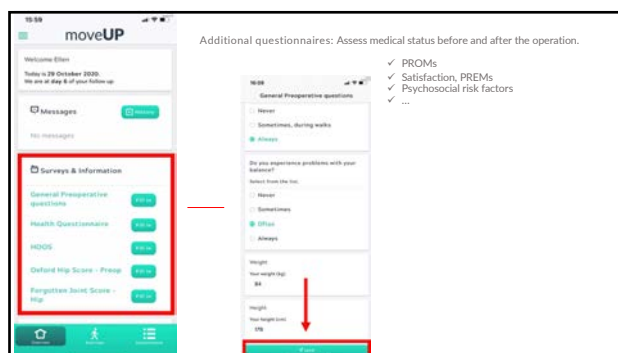 15:59
moveUP
Welcome Ellen
Today is 29 October 2020.
We are at day 6 of your follow up
Messages
No messages
Surveys & Information
General Preoperative
questions
Fill in
Health Questionnaire
Fill in
HOOS
Fill in
Oxford Hip Score - Preop
Fill in
Forgotten Joint Score -
Hip
Fill in
Additional questionnaires: Assess medical status before and after the operation.
✓ PROMs
✓ Satisfaction, PREMs
✓ Psychosocial risk factors
✓ ...
General Preoperative questions
Never
Sometimes, during walks
Always
Do you experience problems with your
balance?
Select from the list.
Never
Sometimes
Often
Always
Weight
Your weight (kg)
84
Height
Your height (cm)
178